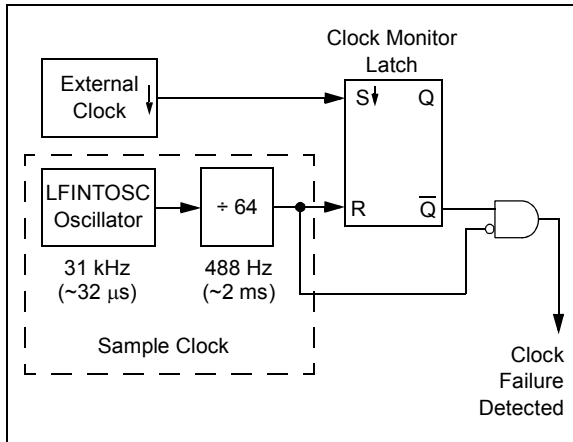 Clock Monitor
Latch
External
Clock
S
Q
LFINTOSC
Oscillator
÷ 64
R
Q̅
31 kHz
(~32 μs)
488 Hz
(~2 ms)
Sample Clock
Clock
Failure
Detected